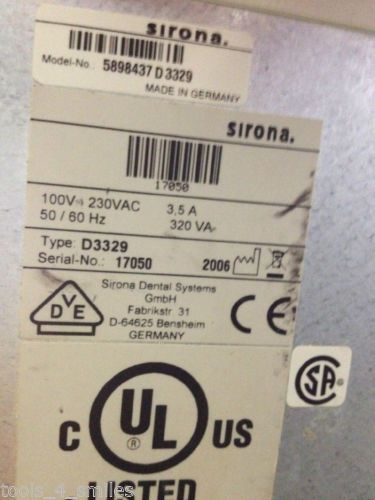 sirona.
Model-No.: 5898437 D 3329
MADE IN GERMANY
sirona.
17050
100V - 230VAC 3,5 A
50 / 60 Hz 320 VA
Type: D3329
Serial-No.: 17050 2006
Sirona Dental Systems
GmbH
Fabrikstr 31
D-64625 Bensheim
GERMANY
DVE
CE
SA
C UL US
®
LISTED
tools_4_smiles